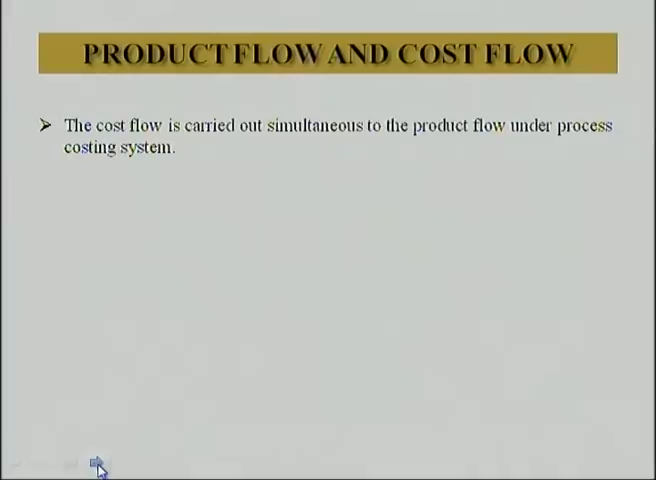 PRODUCT FLOW AND COST FLOW
The cost flow is carried out simultaneous to the product flow under process
costing system.